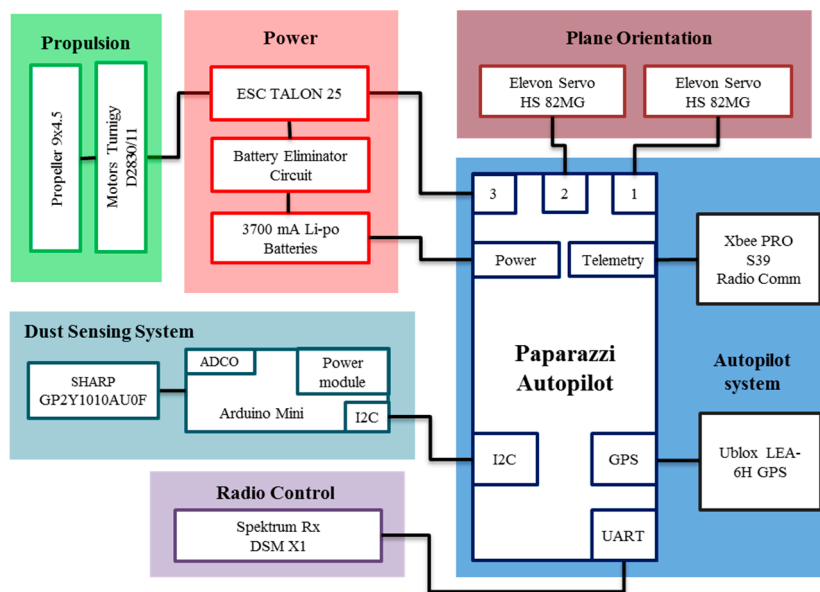 Propulsion
Propeller 9x4.5
Motors Turnigy
D2830/11
Power
ESC TALON 25
Battery Eliminator
Circuit
3700 mA Li-po
Batteries
Plane Orientation
Elevon Servo
HS 82MG
Elevon Servo
HS 82MG
3
2
1
Power
Telemetry
Xbee PRO
S39
Radio Comm
Paparazzi
Autopilot
Autopilot
system
I2C
GPS
Ublox LEA-
6H GPS
UART
Dust Sensing System
SHARP
GP2Y1010AU0F
ADCO
Power
module
Arduino Mini
I2C
Radio Control
Spektrum Rx
DSM X1